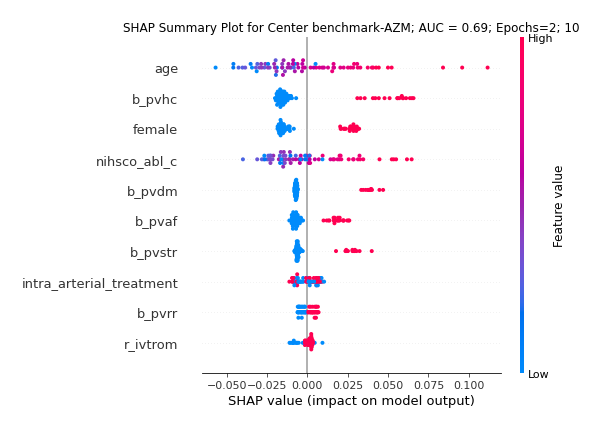 SHAP Summary Plot for Center benchmark-AZM; AUC = 0.69; Epochs=2; 10
High
age
b_pvhc
female
nihsco_abl_c
b_pvdm
b_pvaf
b_pvstr
intra_arterial_treatment
b_pvrr
r_ivtrom
Feature value
Low
−0.050 −0.025 0.000 0.025 0.050 0.075 0.100
SHAP value (impact on model output)